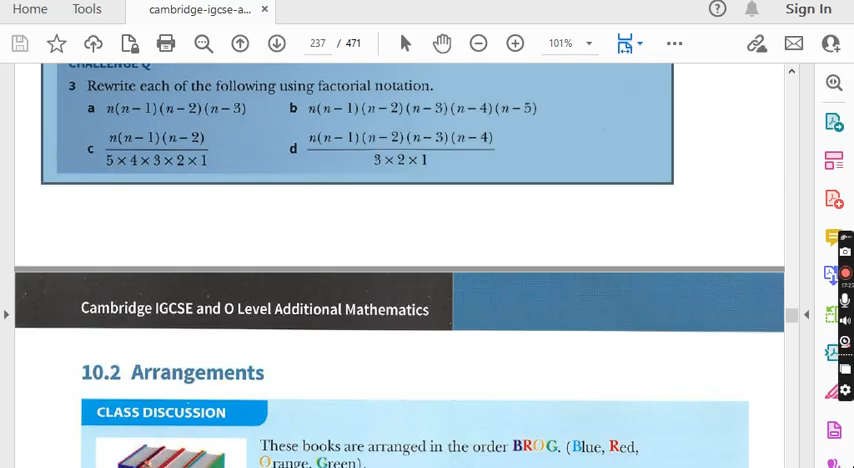 Home Tools cambridge-igcse-a... × Sign In
237 / 471 101%
CHALLENGE Q
3 Rewrite each of the following using factorial notation.
a n(n − 1)(n − 2)(n − 3) b n(n − 1)(n − 2)(n − 3)(n − 4)(n − 5)
c n(n − 1)(n − 2) / 5 × 4 × 3 × 2 × 1 d n(n − 1)(n − 2)(n − 3)(n − 4) / 3 × 2 × 1
Cambridge IGCSE and O Level Additional Mathematics
10.2 Arrangements
CLASS DISCUSSION
These books are arranged in the order BROG. (Blue, Red,
Orange, Green).